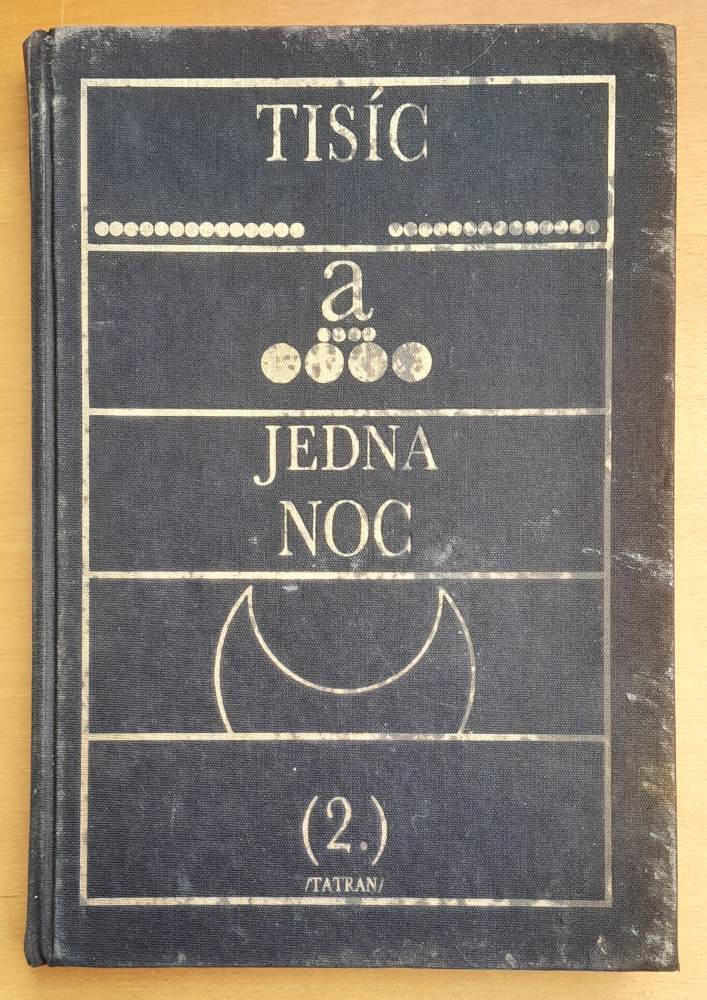 TISÍC
a
JEDNA
NOC
(2.)
/TATRAN/